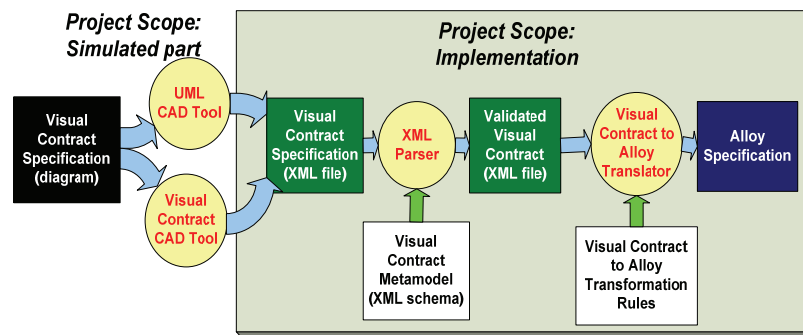 Project Scope:
Simulated part
Project Scope:
Implementation
Visual
Contract
Specification
(diagram)
UML
CAD Tool
Visual
Contract
CAD Tool
Visual
Contract
Specification
(XML file)
XML
Parser
Validated
Visual
Contract
(XML file)
Visual
Contract to
Alloy
Translator
Alloy
Specification
Visual
Contract
Metamodel
(XML schema)
Visual Contract
to Alloy
Transformation
Rules